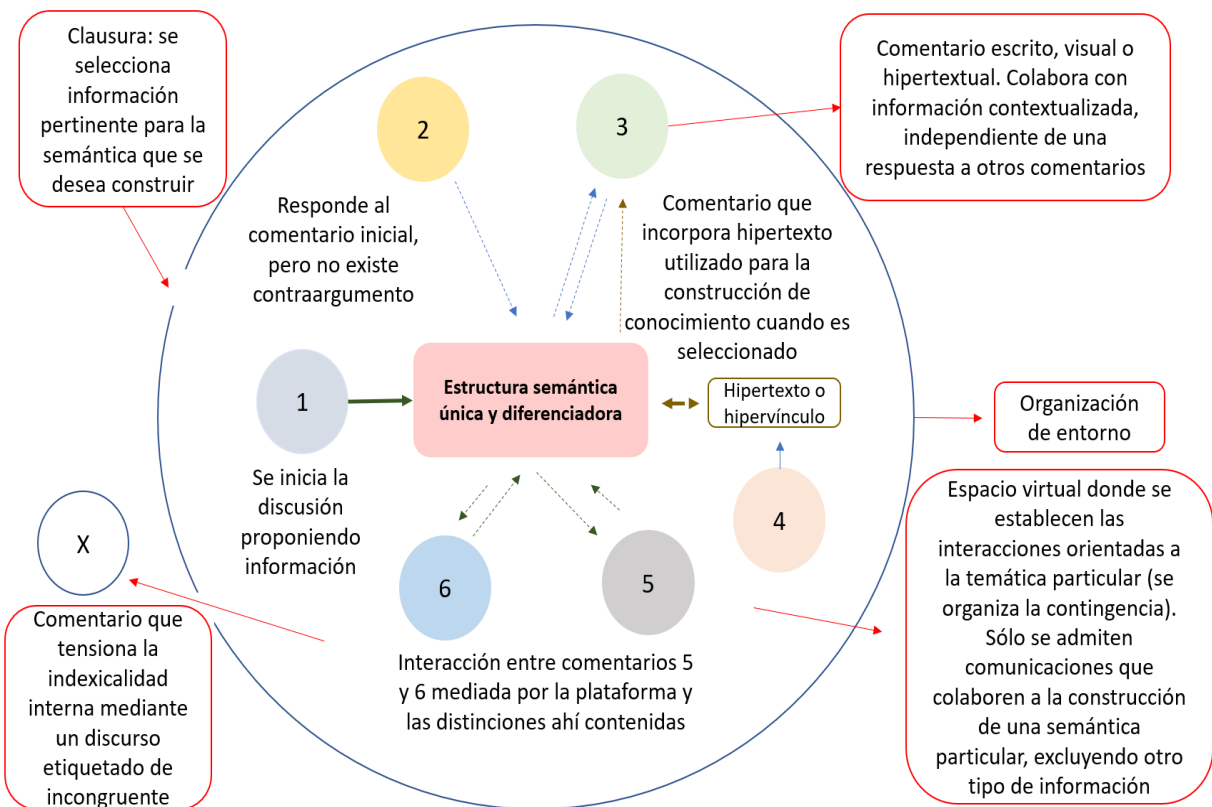 Clausura: se
selecciona
información
pertinente para la
semántica que se
desea construir
2
3
Comentario escrito, visual o
hipertextual. Colabora con
información contextualizada,
independiente de una
respuesta a otros comentarios
Responde al
comentario inicial,
pero no existe
contraargumento
Comentario que
incorpora hipertexto
utilizado para la
construcción de
conocimiento cuando es
seleccionado
1
Estructura semántica
única y diferenciadora
Hipertexto o
hipervínculo
Organización
de entorno
Se inicia la
discusión
proponiendo
información
4
X
6
5
Espacio virtual donde se
establecen las
interacciones orientadas a
la temática particular (se
organiza la contingencia).
Sólo se admiten
comunicaciones que
colaboren a la construcción
de una semántica
particular, excluyendo otro
tipo de información
Comentario que
tensiona la
indexicalidad
interna mediante
un discurso
etiquetado de
incongruente
Interacción entre comentarios 5
y 6 mediada por la plataforma y
las distinciones ahí contenidas